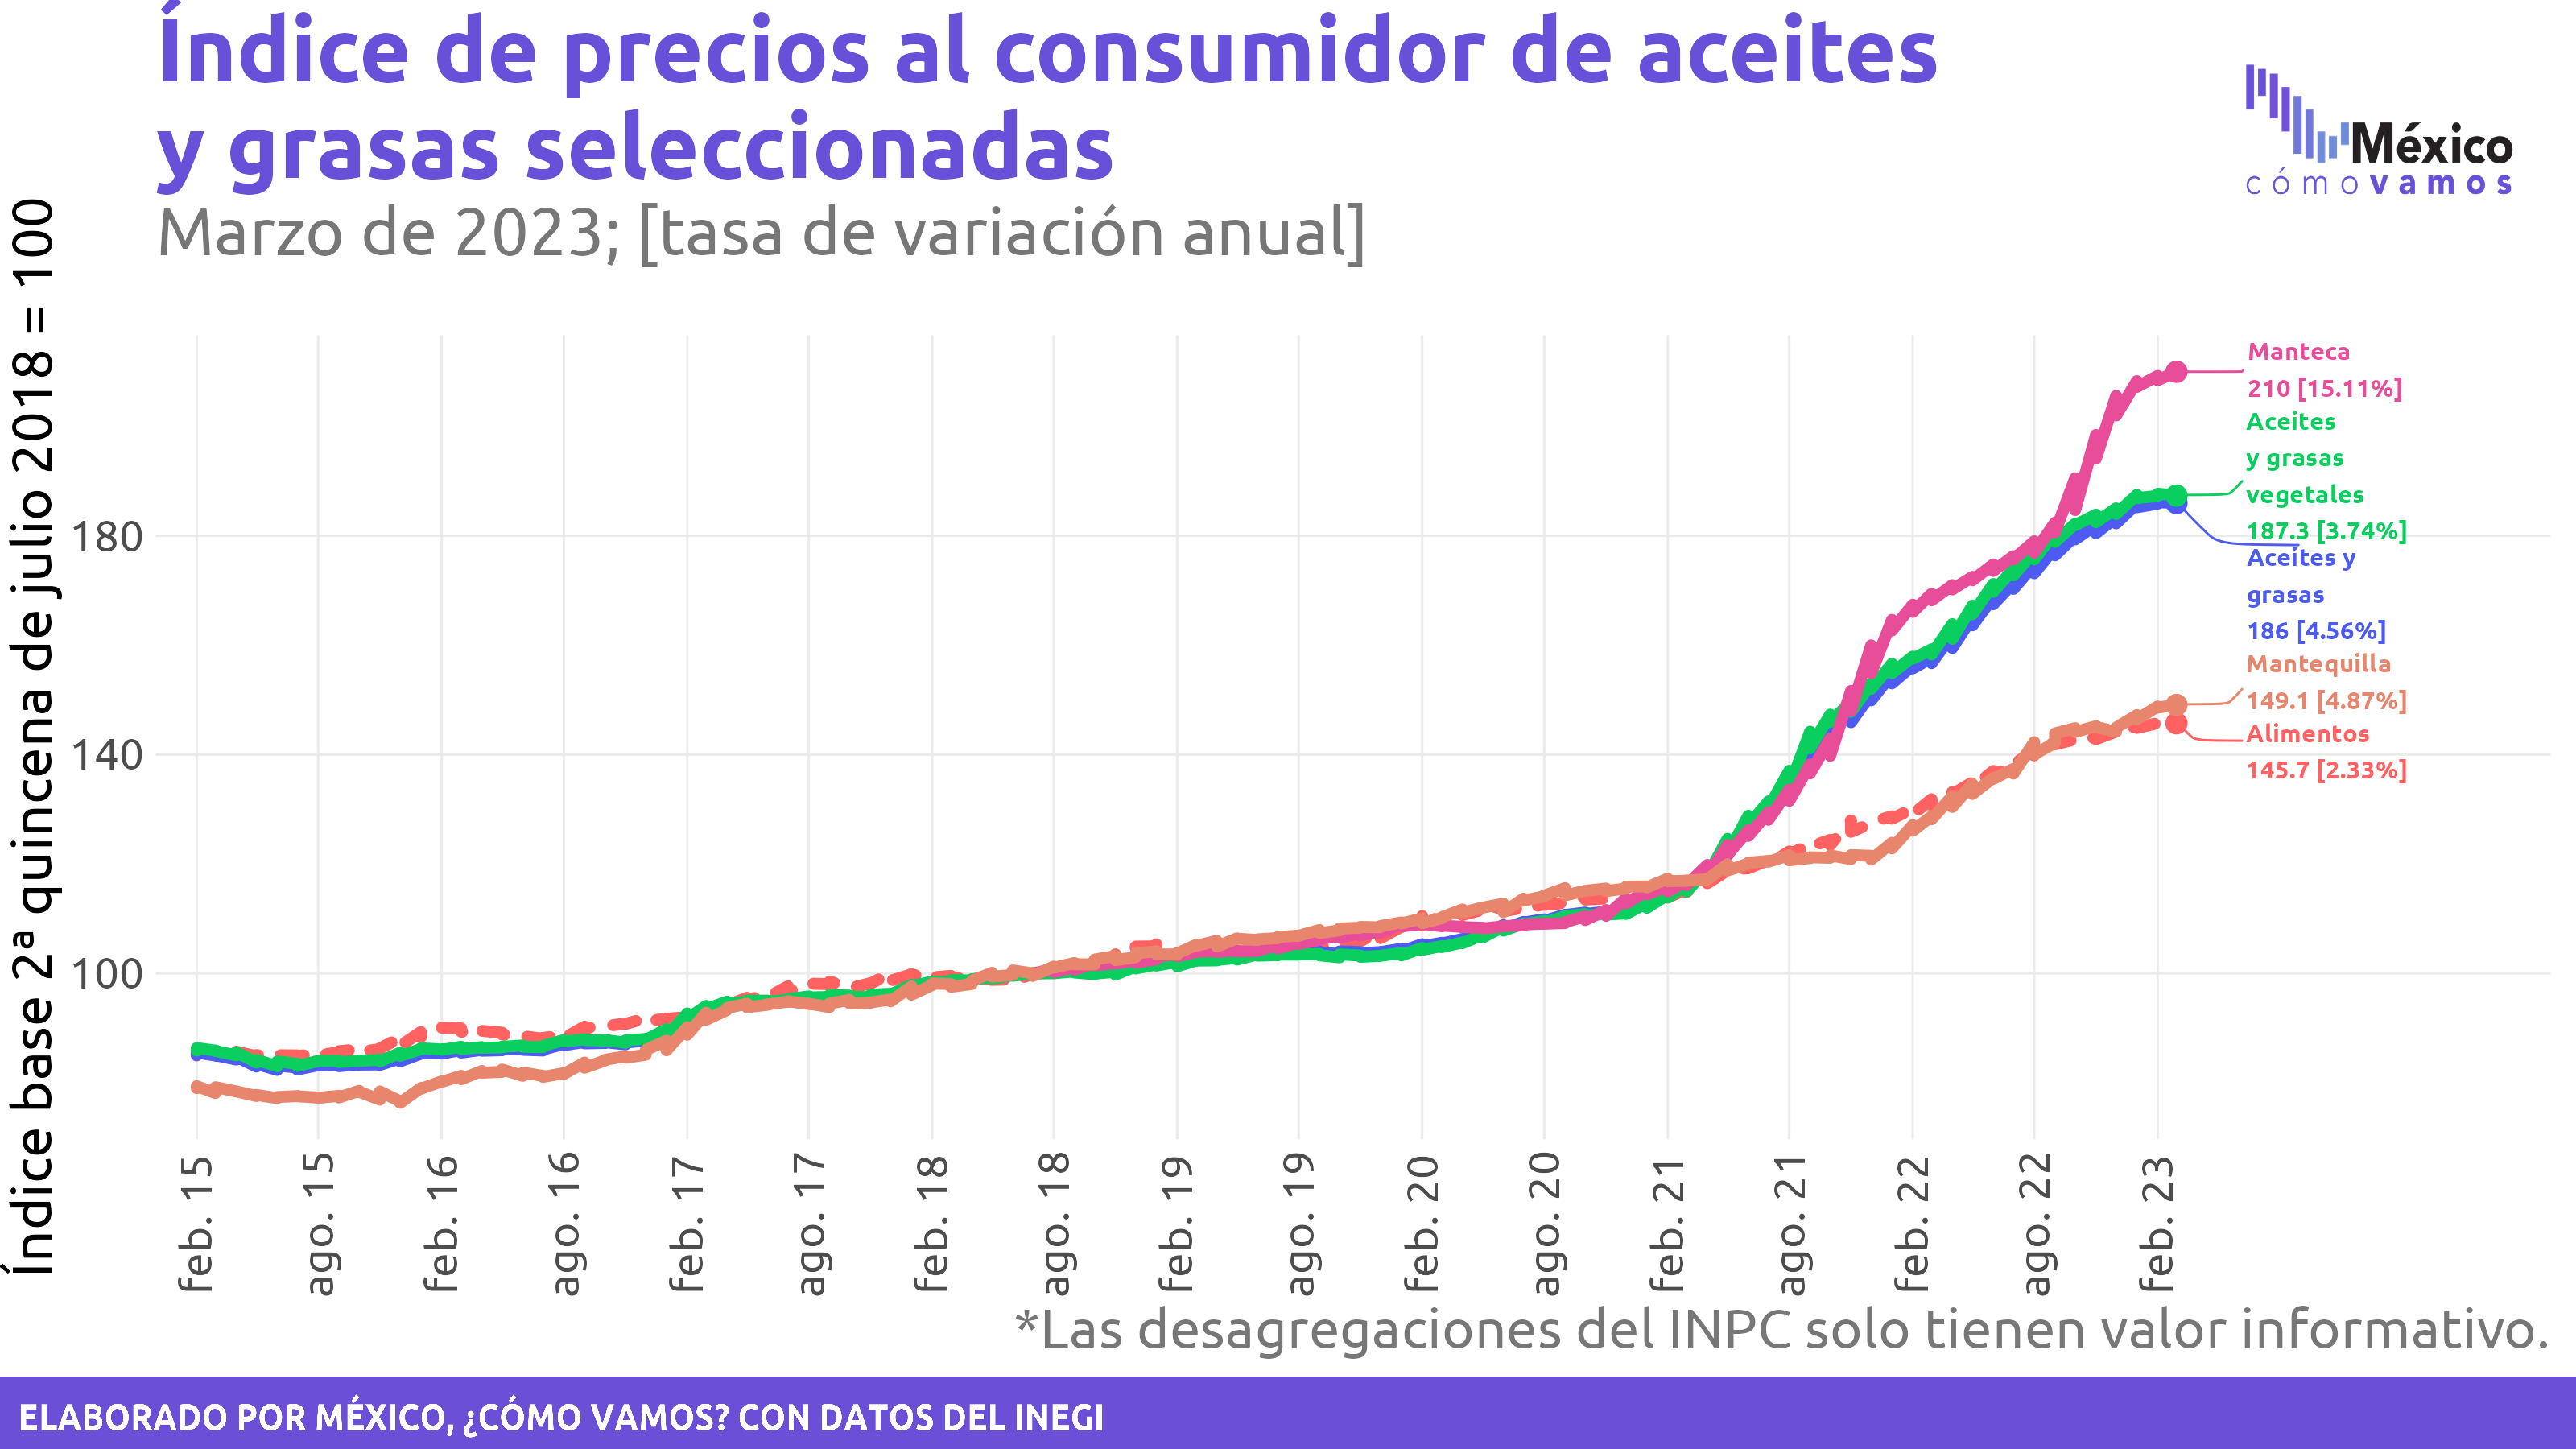 Índice de precios al consumidor de aceites
y grasas seleccionadas
Marzo de 2023; [tasa de variación anual]
México
cómo vamos
Índice base 2ª quincena de julio 2018 = 100
180
140
100
Manteca
210 [15.11%]
Aceites
y grasas
vegetales
187.3 [3.74%]
Aceites y
grasas
186 [4.56%]
Mantequilla
149.1 [4.87%]
Alimentos
145.7 [2.33%]
feb. 15
ago. 15
feb. 16
ago. 16
feb. 17
ago. 17
feb. 18
ago. 18
feb. 19
ago. 19
feb. 20
ago. 20
feb. 21
ago. 21
feb. 22
ago. 22
feb. 23
*Las desagregaciones del INPC solo tienen valor informativo.
ELABORADO POR MÉXICO, ¿CÓMO VAMOS? CON DATOS DEL INEGI